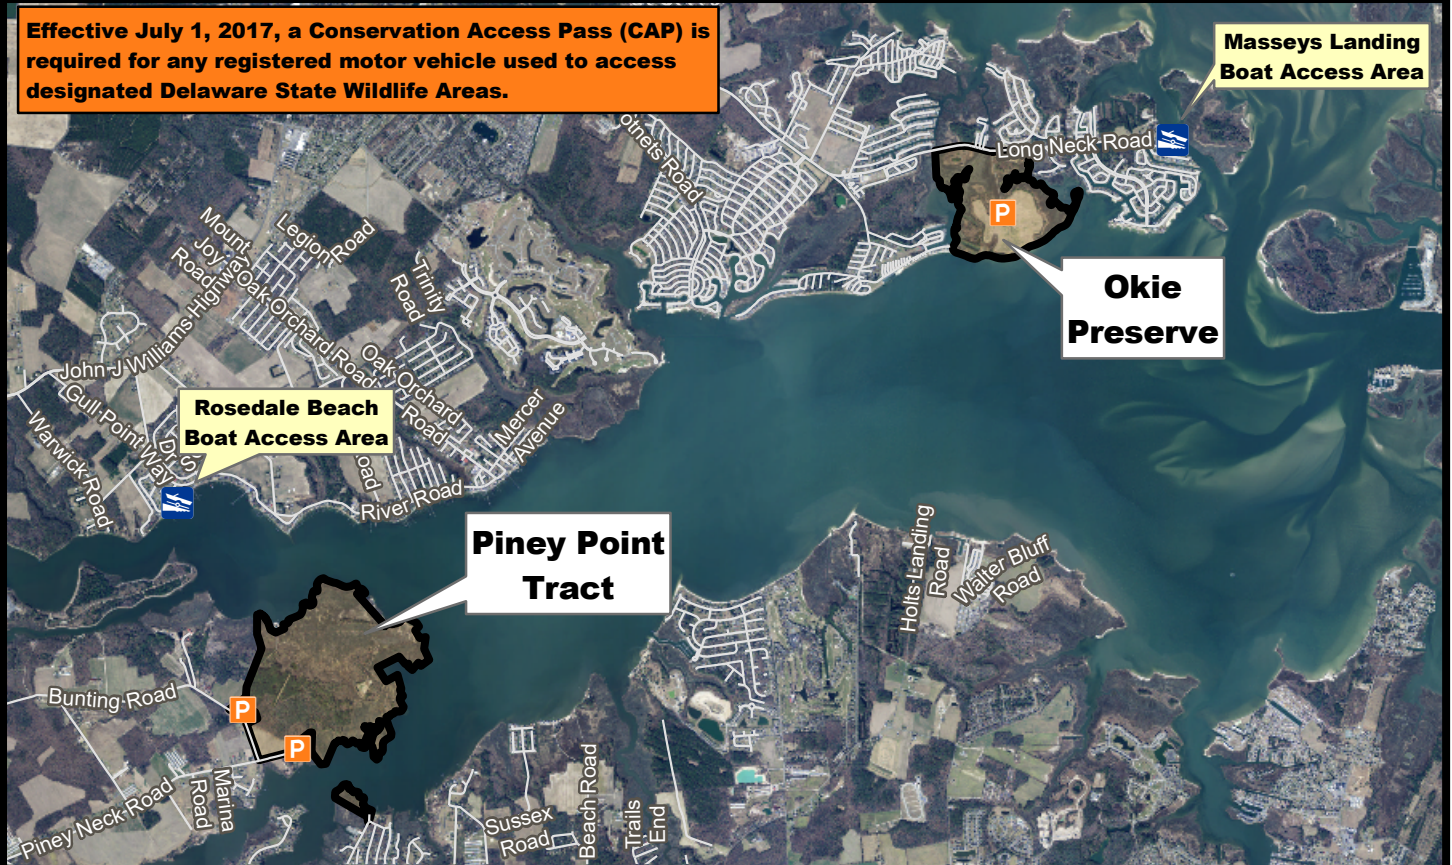 Effective July 1, 2017, a Conservation Access Pass (CAP) is
required for any registered motor vehicle used to access
designated Delaware State Wildlife Areas.
Masseys Landing
Boat Access Area
otnets Road
Long Neck Road
P
Okie
Preserve
Mount
Joy
Road
Legion Road
Trinity
Road
Oak Orchard Road
John J Williams Highway
Oak Orchard
Road
Mercer
Avenue
Gull Point Way
Warwick Road
Dr
Rosedale Beach
Boat Access Area
oad
River Road
Piney Point
Tract
Holts Landing
Road
Walter Bluff
Road
Bunting Road
P
P
Marina
Road
Piney Neck Road
Sussex
Road
Beach Road
Trails
End